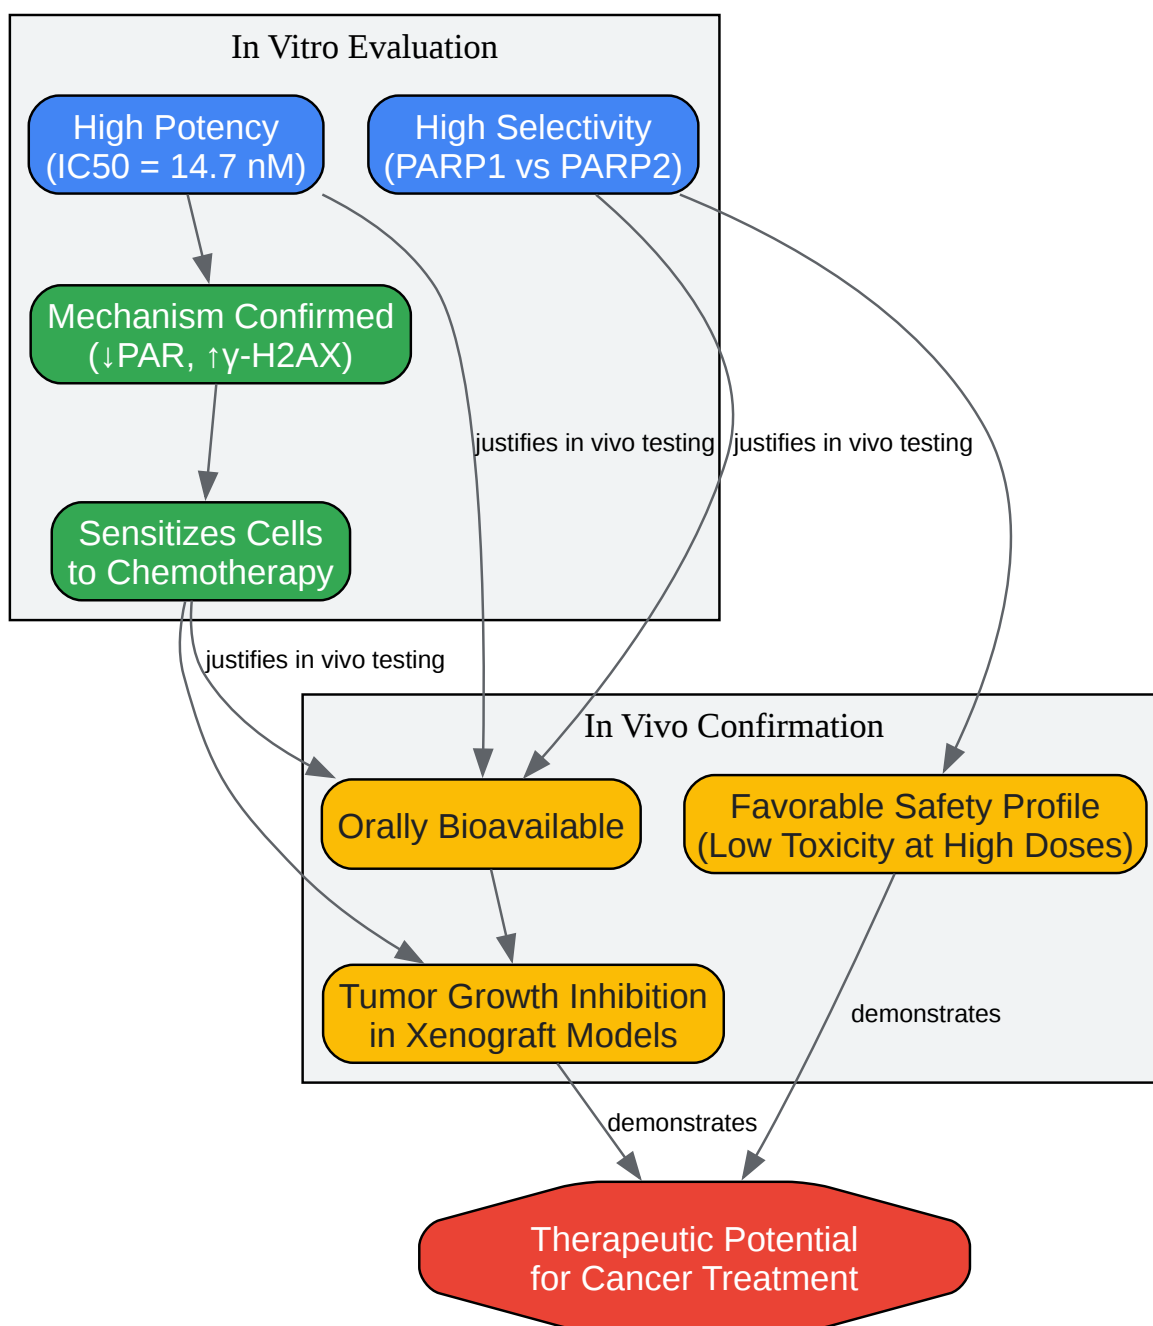 In Vitro Evaluation
High Potency
(IC50 = 14.7 nM)
High Selectivity
(PARP1 vs PARP2)
Mechanism Confirmed
(↓PAR, ↑γ-H2AX)
justifies in vivo testing
justifies in vivo testing
Sensitizes Cells
to Chemotherapy
justifies in vivo testing
In Vivo Confirmation
Orally Bioavailable
Favorable Safety Profile
(Low Toxicity at High Doses)
Tumor Growth Inhibition
in Xenograft Models
demonstrates
demonstrates
Therapeutic Potential
for Cancer Treatment